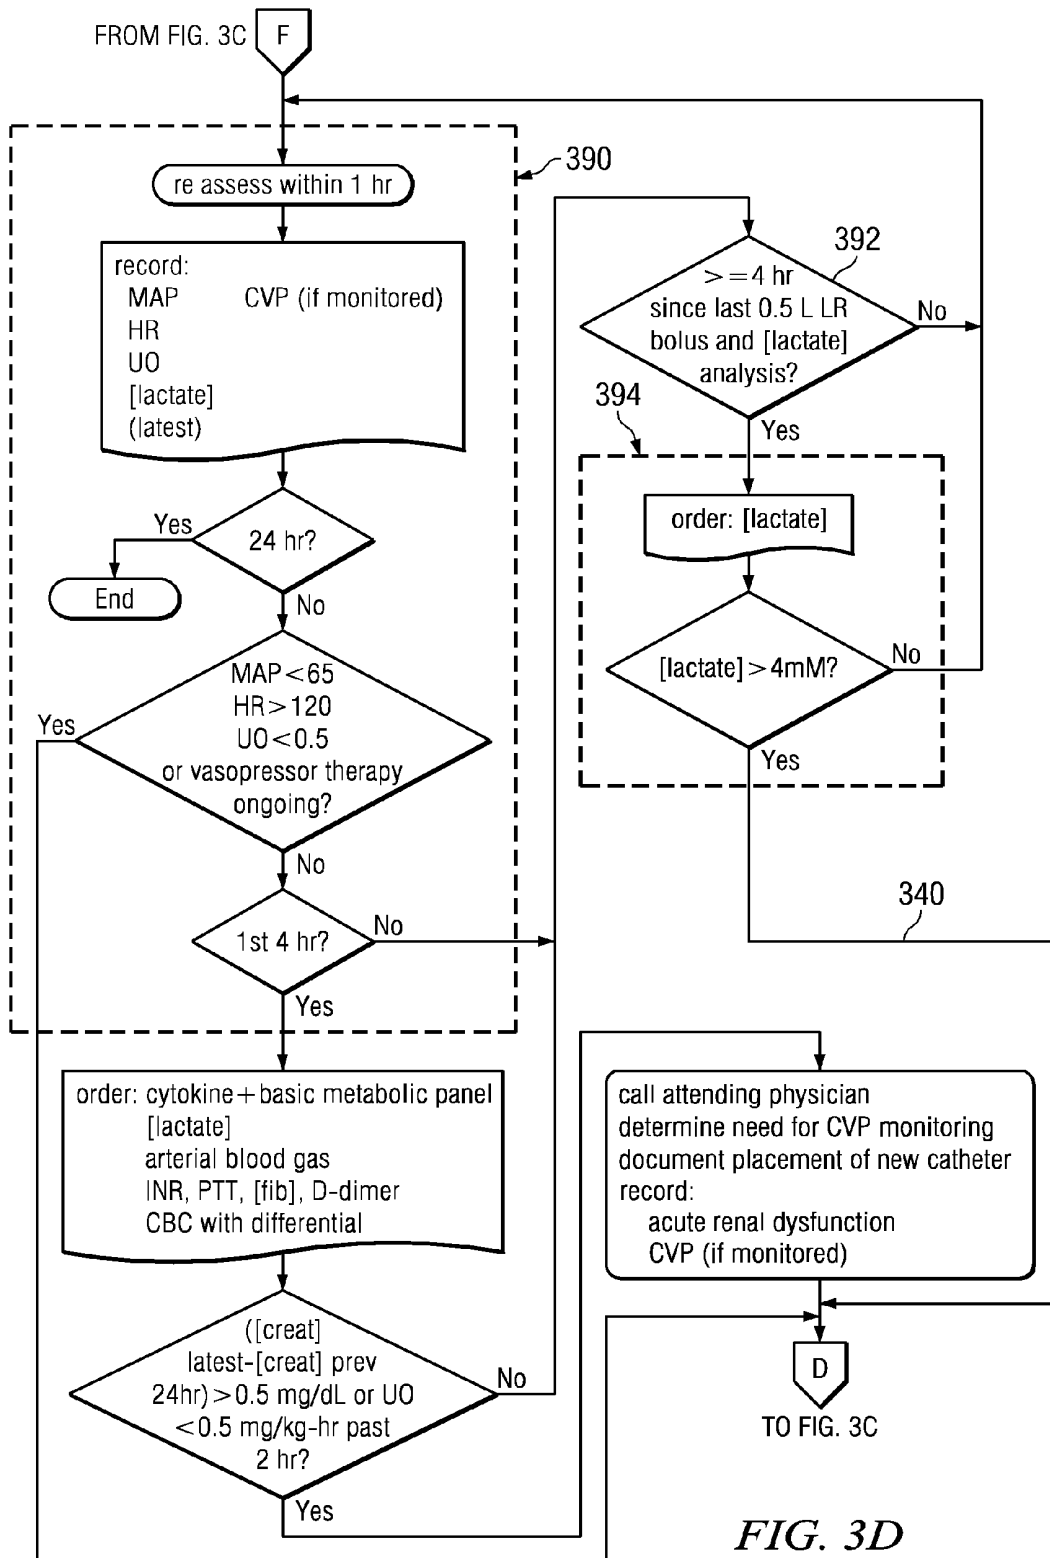 FROM FIG. 3C
F
390
re assess within 1 hr
record:
MAP CVP (if monitored)
HR
UO
[lactate]
(latest)
Yes
24 hr?
End
No
MAP<65
HR>120
UO<0.5
or vasopressor therapy
ongoing?
Yes
No
1st 4 hr?
No
Yes
order: cytokine+basic metabolic panel
[lactate]
arterial blood gas
INR, PTT, [fib], D-dimer
CBC with differential
([creat]
latest-[creat] prev
24hr)>0.5 mg/dL or UO
<0.5 mg/kg-hr past
2 hr?
No
Yes
392
>=4 hr
since last 0.5 L LR
bolus and [lactate]
analysis?
No
Yes
394
order: [lactate]
[lactate]>4mM?
No
Yes
340
call attending physician
determine need for CVP monitoring
document placement of new catheter
record:
acute renal dysfunction
CVP (if monitored)
D
TO FIG. 3C
FIG. 3D